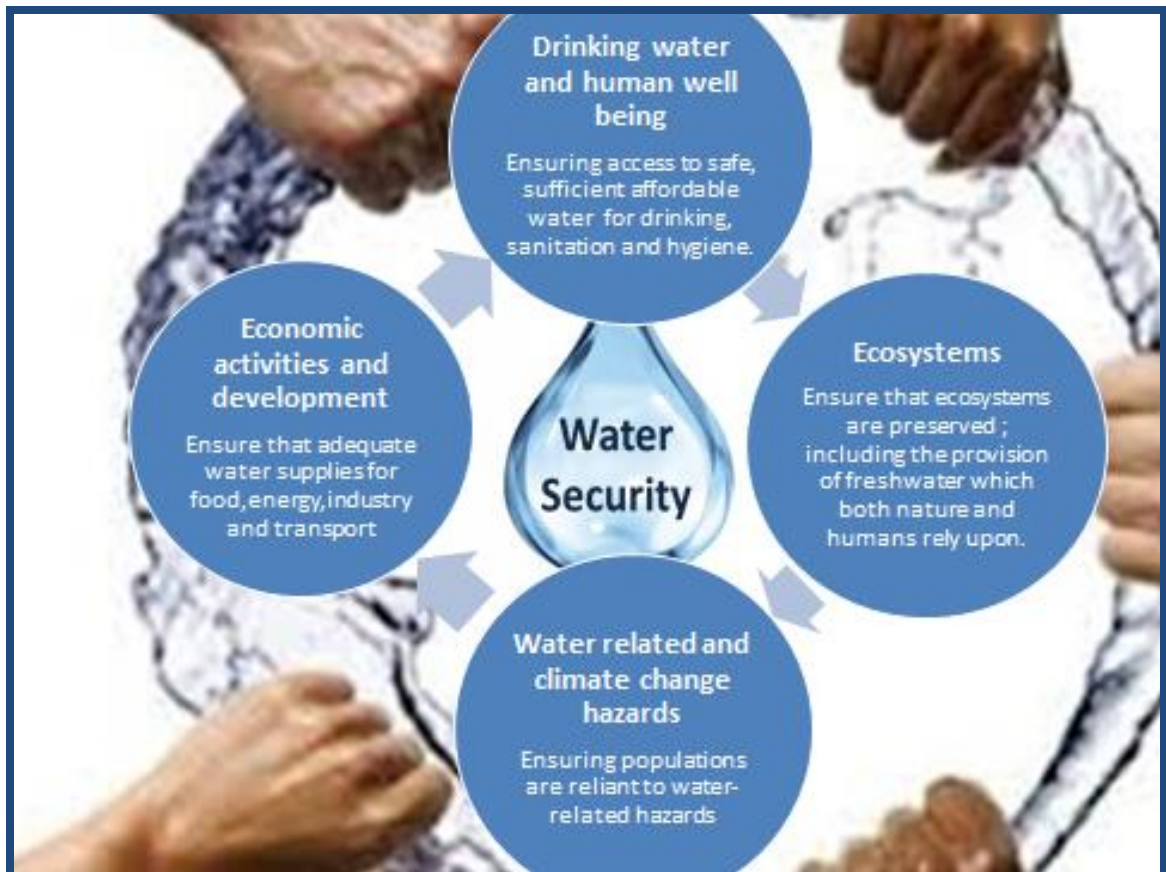 Drinking water
and human well
being
Ensuring access to safe,
sufficient affordable
water for drinking,
sanitation and hygiene.
Economic
activities and
development
Ensure that adequate
water supplies for
food, energy, industry
and transport
Water
Security
Ecosystems
Ensure that ecosystems
are preserved ;
including the provision
of freshwater which
both nature and
humans rely upon.
Water related and
climate change
hazards
Ensuring populations
are reliant to water-
related hazards